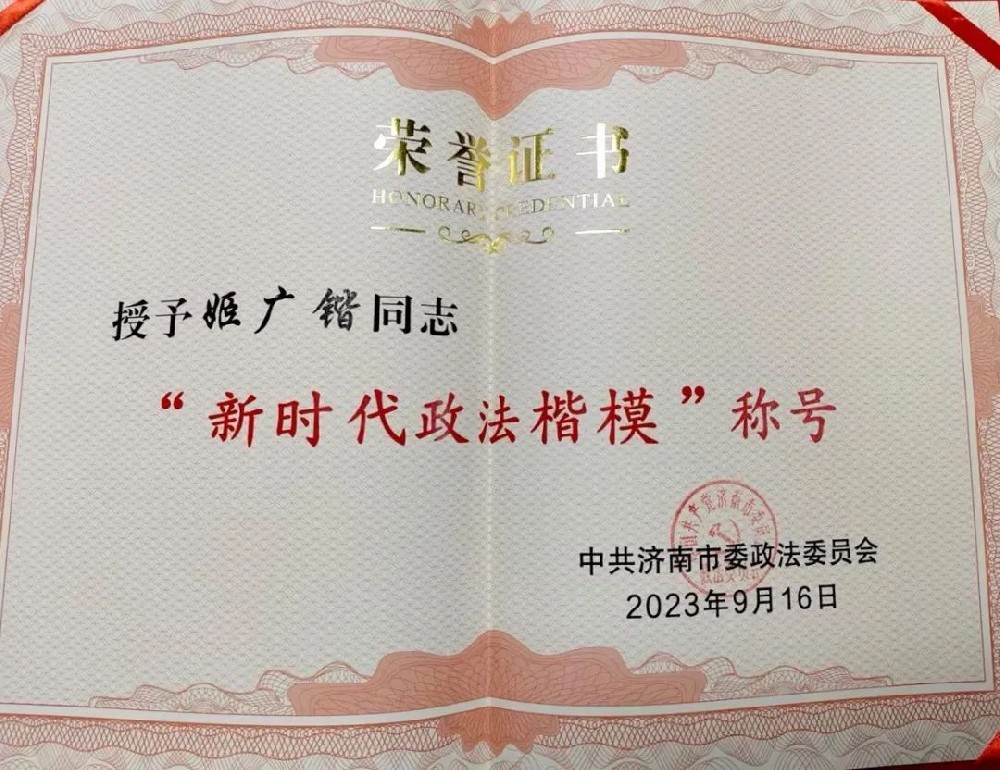 荣誉证书
HONORARY CREDENTIAL
授予姬广锴同志
“新时代政法楷模”称号
中共济南市委政法委员会
2023年9月16日